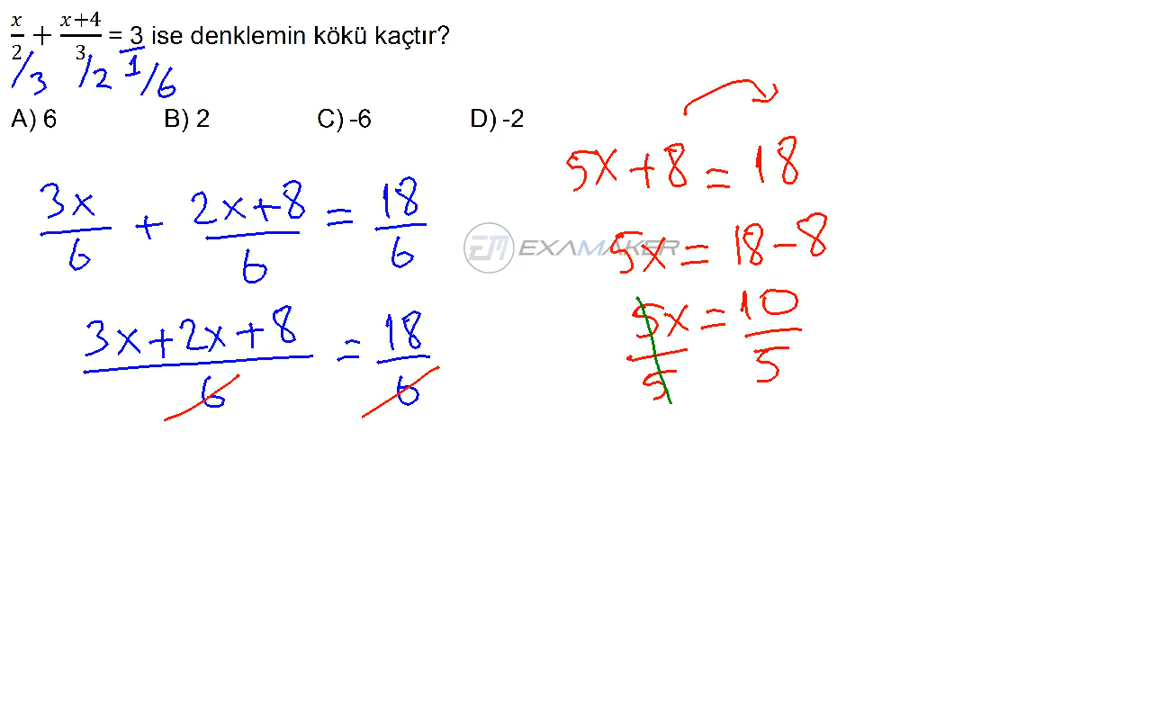 x/2 + (x+4)/3 = 3 ise denklemin kökü kaçtır?
/3 /2 1 /6
A) 6 B) 2 C) -6 D) -2
3x/6 + 2x+8/6 = 18/6
3x+2x+8/6 = 18/6
5x+8=18
EXAMAKER
5x=18-8
5x/5=10/5